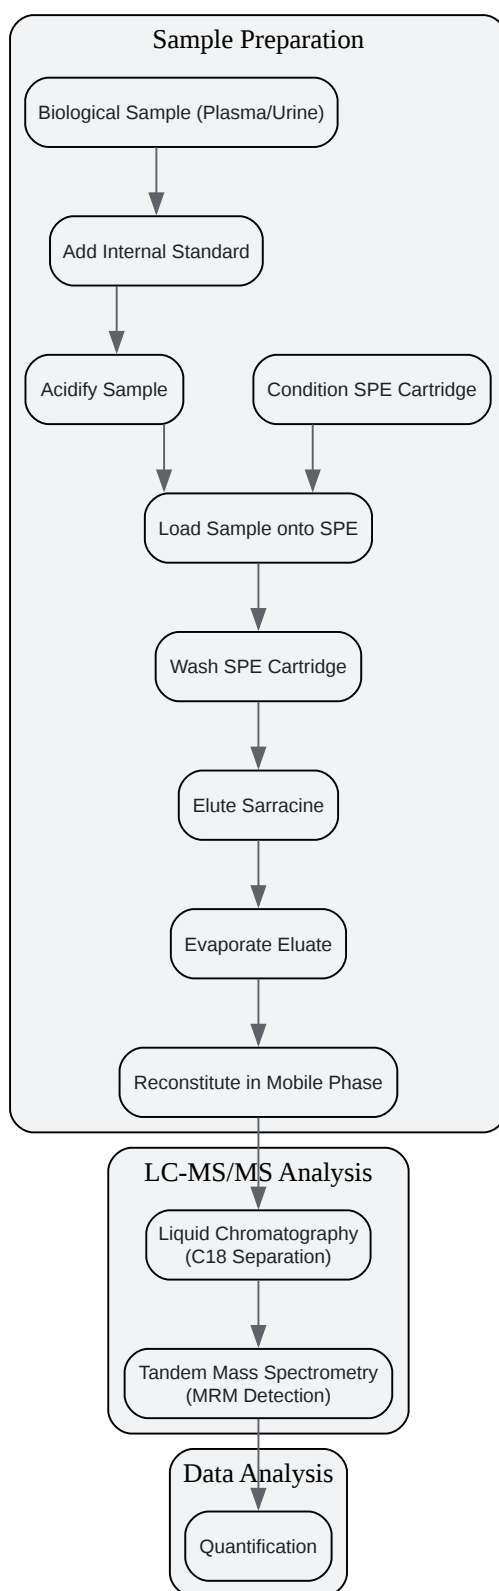 Sample Preparation
Biological Sample (Plasma/Urine)
Add Internal Standard
Acidify Sample
Condition SPE Cartridge
Load Sample onto SPE
Wash SPE Cartridge
Elute Sarracine
Evaporate Eluate
Reconstitute in Mobile Phase
LC-MS/MS Analysis
Liquid Chromatography
(C18 Separation)
Tandem Mass Spectrometry
(MRM Detection)
Data Analysis
Quantification